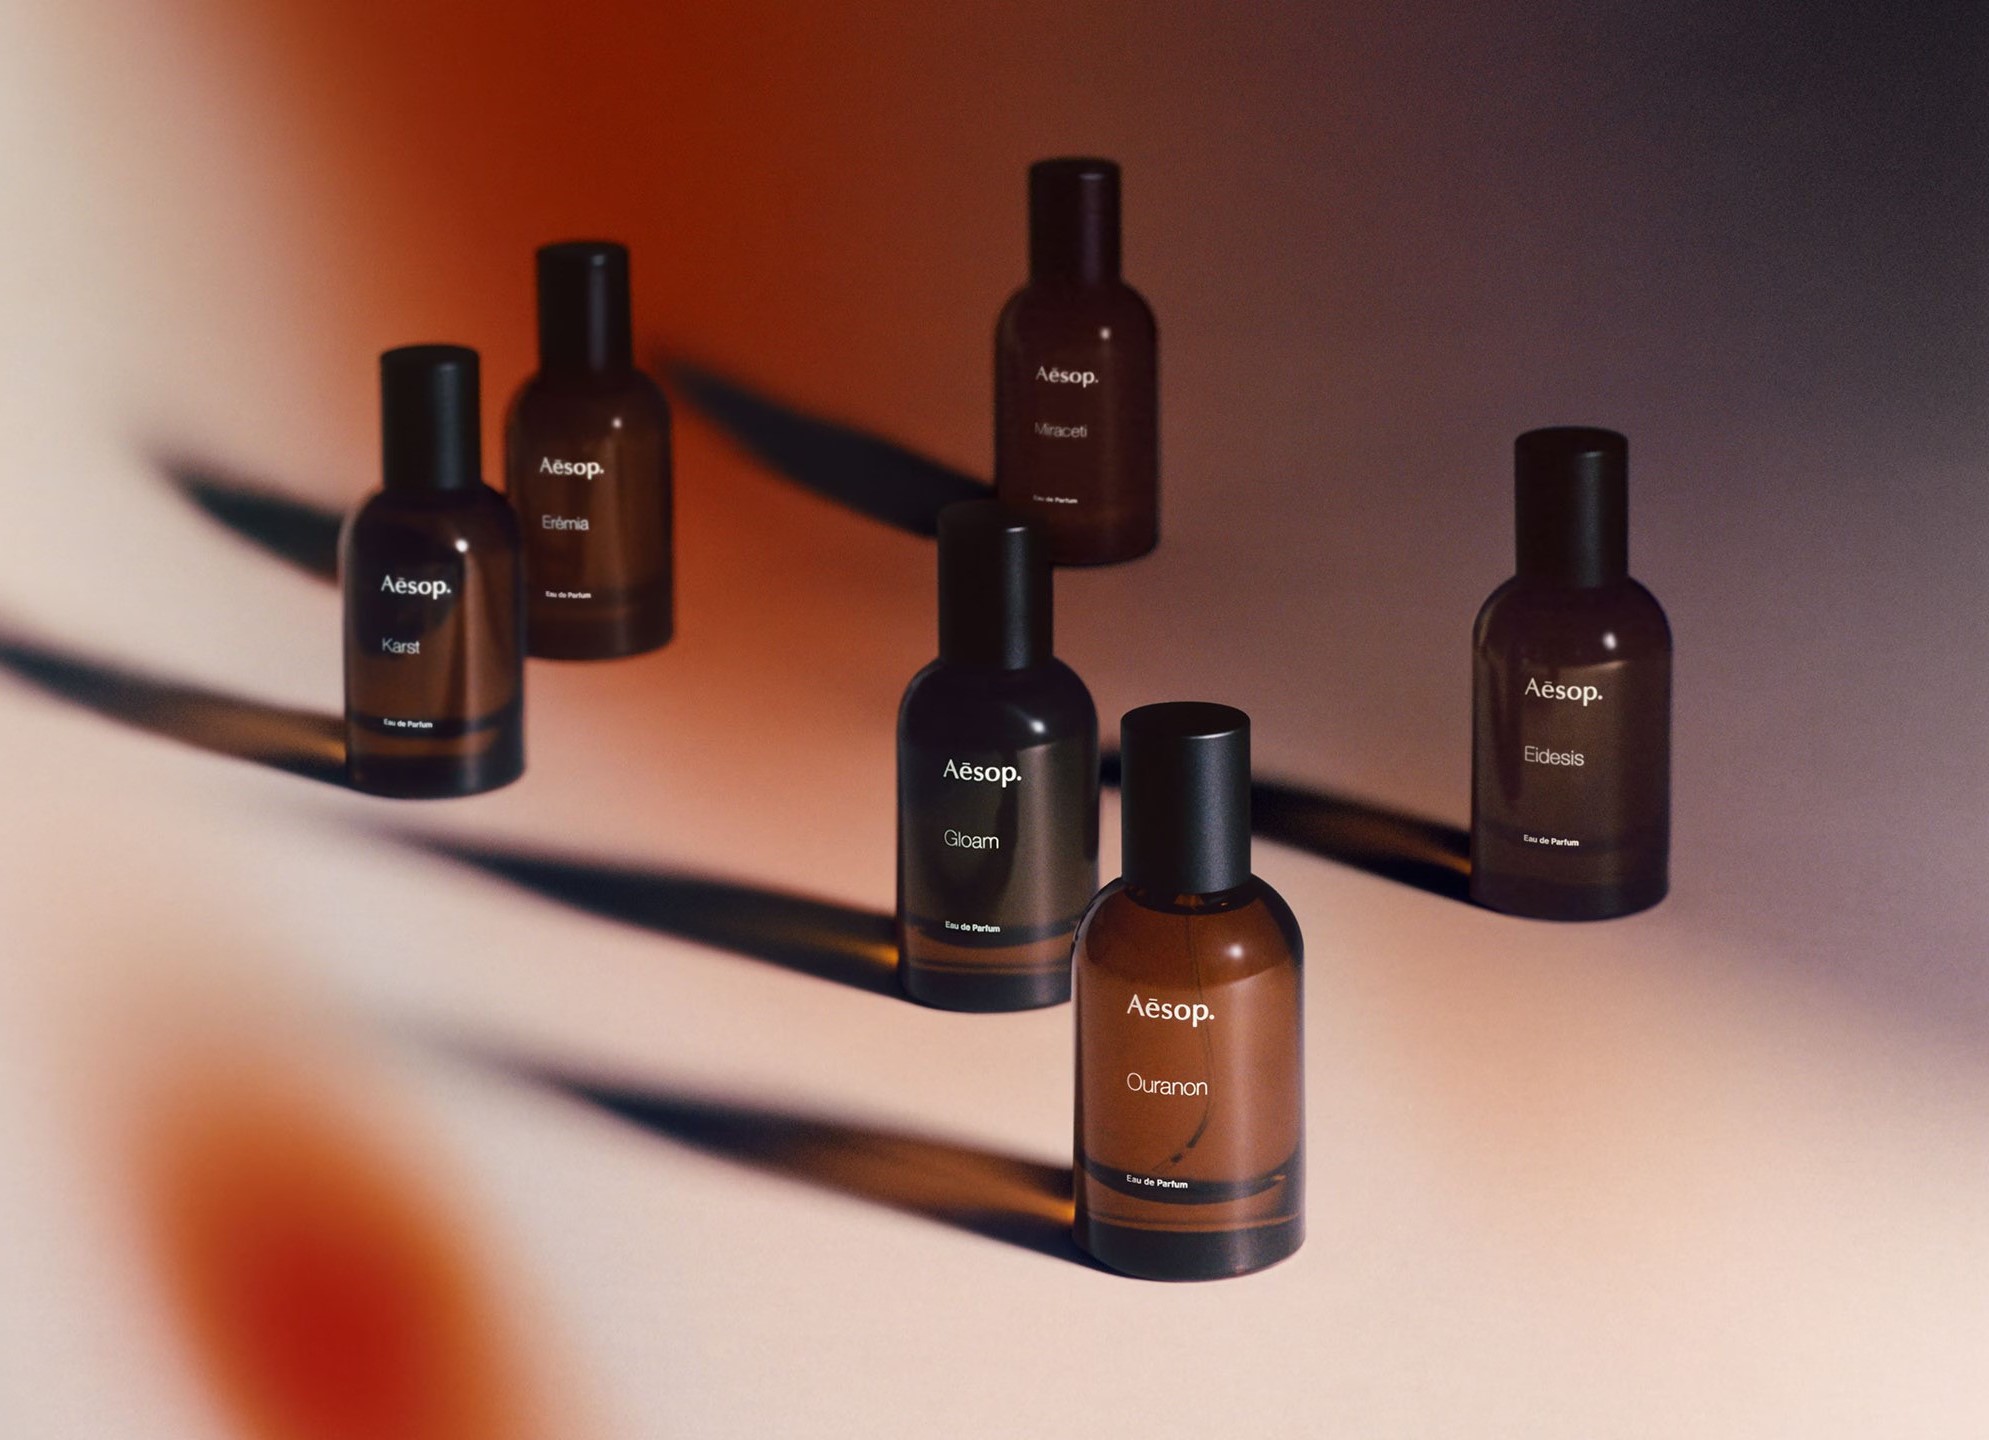 Aēsop.
Miraceti
Eau de Parfum
Aēsop.
Erémia
Eau de Parfum
Aēsop.
Karst
Eau de Parfum
Aēsop.
Eidesis
Eau de Parfum
Aēsop.
Gloam
Eau de Parfum
Aēsop.
Ouranon
Eau de Parfum